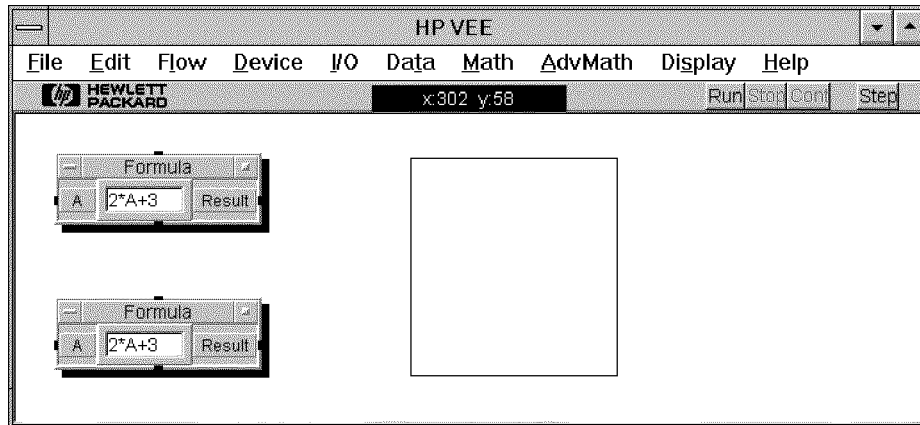 HP VEE
File Edit Flow Device I/O Data Math AdvMath Display Help
hp HEWLETT
PACKARD
x:302 y:58 Run Stop Cont Step
Formula
A 2*A+3 Result
Formula
A 2*A+3 Result